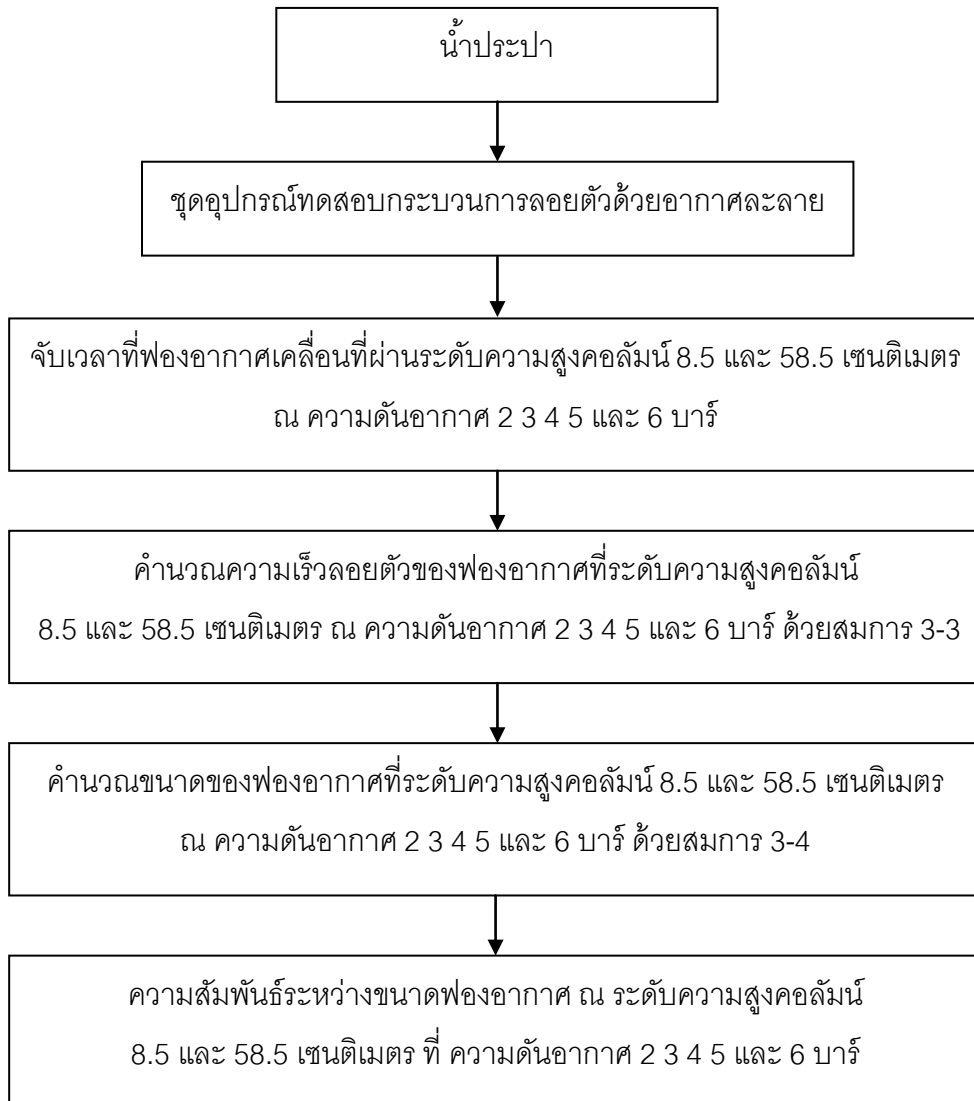 น้ำประปา
ชุดอุปกรณ์ทดสอบกระบวนการลอยตัวด้วยอากาศละลาย
จับเวลาที่ฟองอากาศเคลื่อนที่ผ่านระดับความสูงคอลัมน์ 8.5 และ 58.5 เซนติเมตร
ณ ความดันอากาศ 2 3 4 5 และ 6 บาร์
คำนวณความเร็วลอยตัวของฟองอากาศที่ระดับความสูงคอลัมน์
8.5 และ 58.5 เซนติเมตร ณ ความดันอากาศ 2 3 4 5 และ 6 บาร์ ด้วยสมการ 3-3
คำนวณขนาดของฟองอากาศที่ระดับความสูงคอลัมน์ 8.5 และ 58.5 เซนติเมตร
ณ ความดันอากาศ 2 3 4 5 และ 6 บาร์ ด้วยสมการ 3-4
ความสัมพันธ์ระหว่างขนาดฟองอากาศ ณ ระดับความสูงคอลัมน์
8.5 และ 58.5 เซนติเมตร ที่ ความดันอากาศ 2 3 4 5 และ 6 บาร์